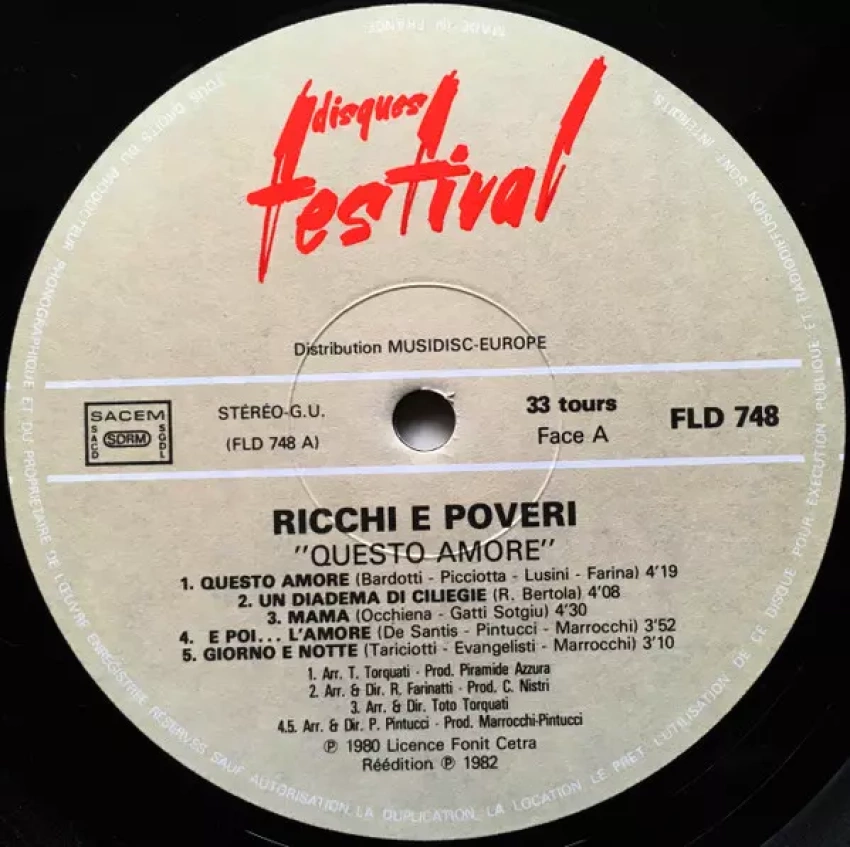 MADE IN FRANCE
disques
festival
Distribution MUSIDISC-EUROPE
SACEM
SACD
SDRM
SGDL
STÉRÉO-G.U.
(FLD 748 A)
33 tours
Face A
FLD 748
RICCHI E POVERI
"QUESTO AMORE"
1. QUESTO AMORE (Bardotti - Picciotta - Lusini - Farina) 4'19
2. UN DIADEMA DI CILIEGIE (R. Bertola) 4'08
3. MAMA (Occhiena - Gatti Sotgiu) 4'30
4. E POI... L'AMORE (De Santis - Pintucci - Marrocchi) 3'52
5. GIORNO E NOTTE (Tariciotti - Evangelisti - Marrocchi) 3'10
1. Arr. T. Torquati - Prod. Piramide Azzura
2. Arr. & Dir. R. Farinatti - Prod. C. Nistri
3. Arr. & Dir. Toto Torquati
4.5. Arr. & Dir. P. Pintucci - Prod. Marrocchi-Pintucci
℗ 1980 Licence Fonit Cetra
Réédition ℗ 1982
TOUS DROITS DU PRODUCTEUR PHONOGRAPHIQUE ET DU PROPRIETAIRE DE L'ŒUVRE ENREGISTREE RESERVES SAUF AUTORISATION, LA DUPLICATION, LA LOCATION, LE PRET, L'UTILISATION DE CE DISQUE POUR EXECUTION PUBLIQUE ET RADIODIFFUSION SONT INTERDITS.